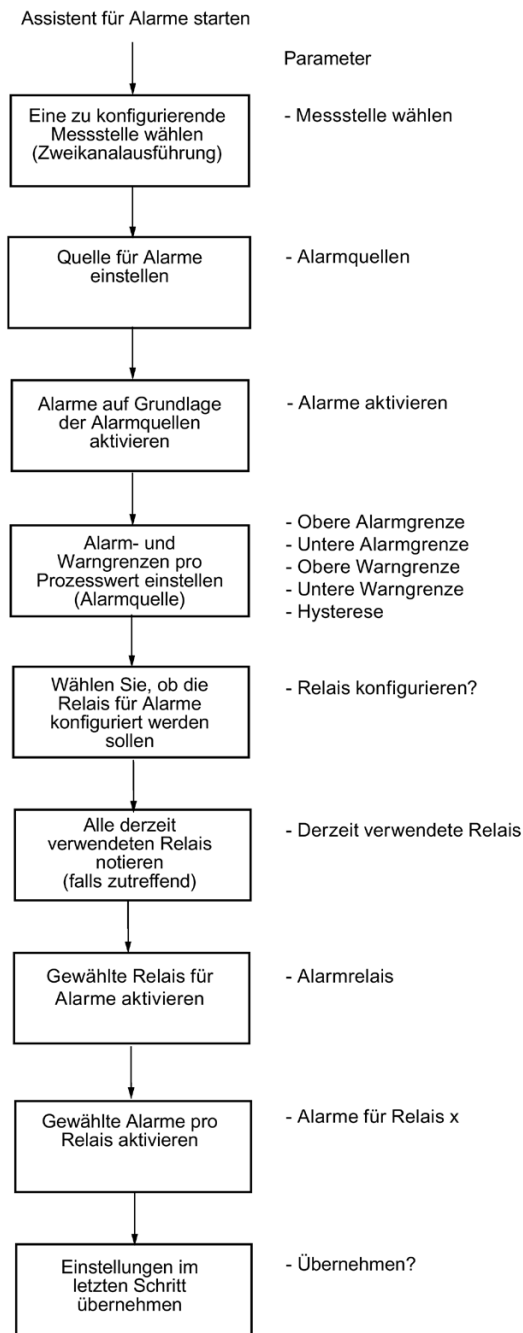 Assistent für Alarme starten
Parameter
Eine zu konfigurierende
Messstelle wählen
(Zweikanalausführung)
- Messstelle wählen
Quelle für Alarme
einstellen
- Alarmquellen
Alarme auf Grundlage
der Alarmquellen
aktivieren
- Alarme aktivieren
Alarm- und
Warngrenzen pro
Prozesswert einstellen
(Alarmquelle)
- Obere Alarmgrenze
- Untere Alarmgrenze
- Obere Warngrenze
- Untere Warngrenze
- Hysterese
Wählen Sie, ob die
Relais für Alarme
konfiguriert werden
sollen
- Relais konfigurieren?
Alle derzeit
verwendeten Relais
notieren
(falls zutreffend)
- Derzeit verwendete Relais
Gewählte Relais für
Alarme aktivieren
- Alarmrelais
Gewählte Alarme pro
Relais aktivieren
- Alarme für Relais x
Einstellungen im
letzten Schritt
übernehmen
- Übernehmen?